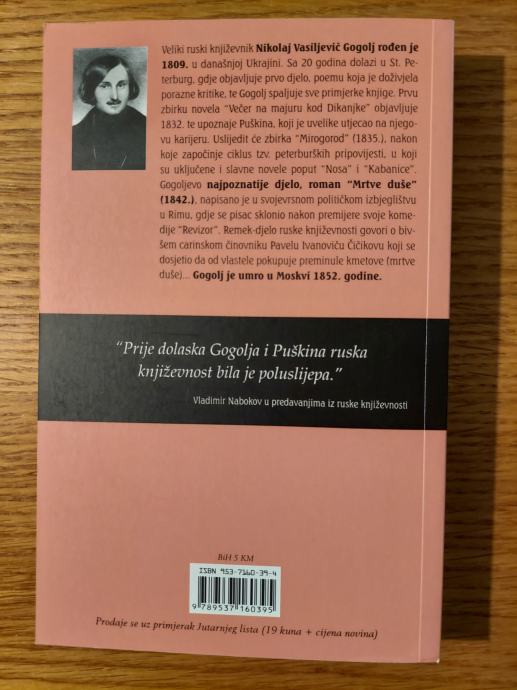 Veliki ruski književnik Nikolaj Vasiljevič Gogolj rođen je
1809. u današnjoj Ukrajini. Sa 20 godina dolazi u St. Pe-
terburg, gdje objavljuje prvo djelo, poemu koja je doživjela
porazne kritike, te Gogolj spaljuje sve primjerke knjige. Prvu
zbirku novela "Večer na majuru kod Dikanjke" objavljuje
1832. te upoznaje Puškina, koji je uvelike utjecao na njego-
vu karijeru. Uslijedit će zbirka "Mirogorod" (1835.), nakon
koje započinje ciklus tzv. peterburških pripovijesti, u koji
su uključene i slavne novele poput "Nosa" i "Kabanice".
Gogoljevo najpoznatije djelo, roman "Mrtve duše"
(1842.), napisano je u svojevrsnom političkom izbjeglištvu
u Rimu, gdje se pisac sklonio nakon premijere svoje kome-
dije "Revizor". Remek-djelo ruske književnosti govori o biv-
šem carinskom činovniku Pavelu Ivanoviču Čičikovu koji se
dosjetio da od vlastele pokupuje preminule kmetove (mrtve
duše)... Gogolj je umro u Moskvi 1852. godine.
"Prije dolaska Gogolja i Puškina ruska
književnost bila je poluslijepa."
Vladimir Nabokov u predavanjima iz ruske književnosti
BiH 5 KM
ISBN 953-7160-39-4
9 789537 160395
Prodaje se uz primjerak Jutarnjeg lista (19 kuna + cijena novina)